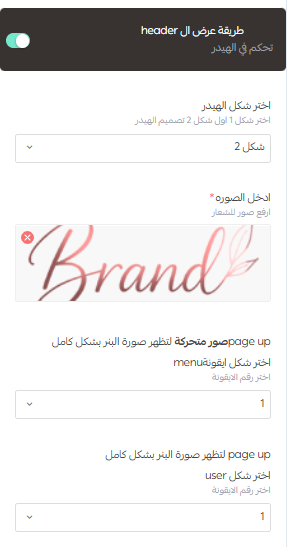 طريقة عرض ال header
تحكم في الهيدر
اختر شكل الهيدر
اختر شكل 1 اول شكل 2 تصميم الهيدر
شكل 2
ادخل الصوره*
ارفع صور للشعار
Brand
page upصور متحركة لتظهر صورة البنر بشكل كامل
اختر شكل ايقونةmenu
اختر رقم الايقونة
1
page up لتظهر صورة البنر بشكل كامل
اختر شكل user
اختر رقم الايقونة
1